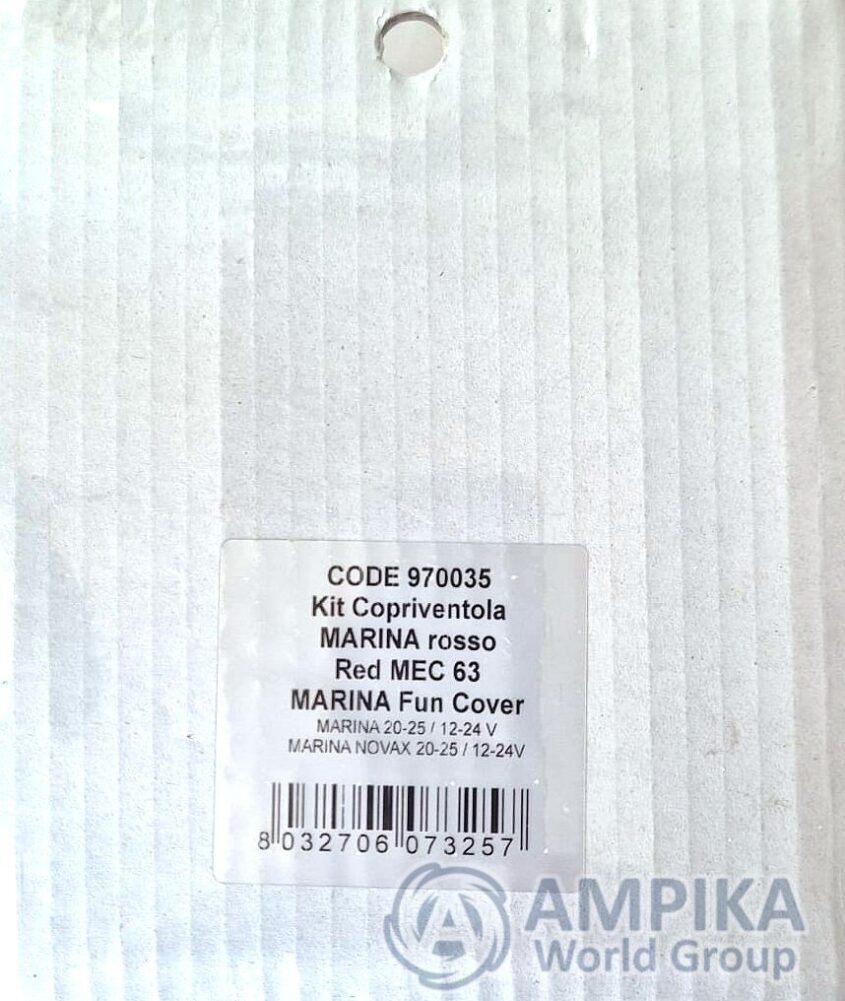 CODE 970035
Kit Copriventola
MARINA rosso
Red MEC 63
MARINA Fun Cover
MARINA 20-25 / 12-24 V
MARINA NOVAX 20-25 / 12-24V
8 032706 073257
AMPIKA
World Group